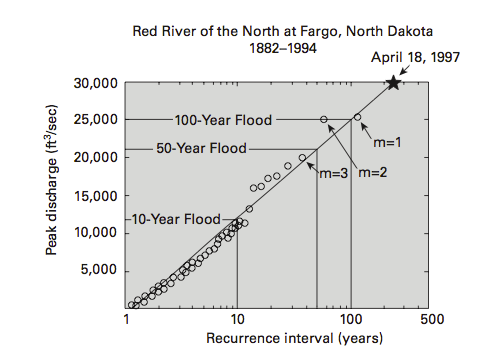 Red River of the North at Fargo, North Dakota
1882–1994
April 18, 1997
30,000
25,000
20,000
15,000
10,000
5,000
Peak discharge (ft³/sec)
100-Year Flood
50-Year Flood
10-Year Flood
m=1
m=2
m=3
1
10
100
500
Recurrence interval (years)